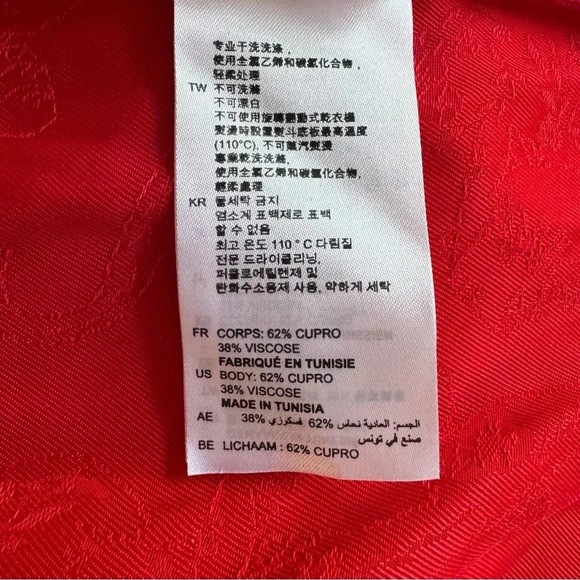 专业干洗洗涤，
使用全氯乙烯和碳氢化合物，
轻柔处理
TW 不可洗滌
不可漂白
不可使用旋轉翻動式乾衣機
熨燙時設置熨斗底板最高溫度
(110°C), 不可蒸汽熨燙
專業乾洗洗滌,
使用全氯乙烯和碳氫化合物,
輕柔處理
KR 물세탁 금지
염소계 표백제로 표백
할 수 없음
최고 온도 110 ° C 다림질
전문 드라이클리닝,
퍼클로에틸렌제 및
탄화수소용제 사용, 약하게 세탁
FR CORPS: 62% CUPRO
38% VISCOSE
FABRIQUÉ EN TUNISIE
US BODY: 62% CUPRO
38% VISCOSE
MADE IN TUNISIA
AE الجسم: العادية نحاس 62% فسكوزي 38%
صنع في تونس
BE LICHAAM : 62% CUPRO